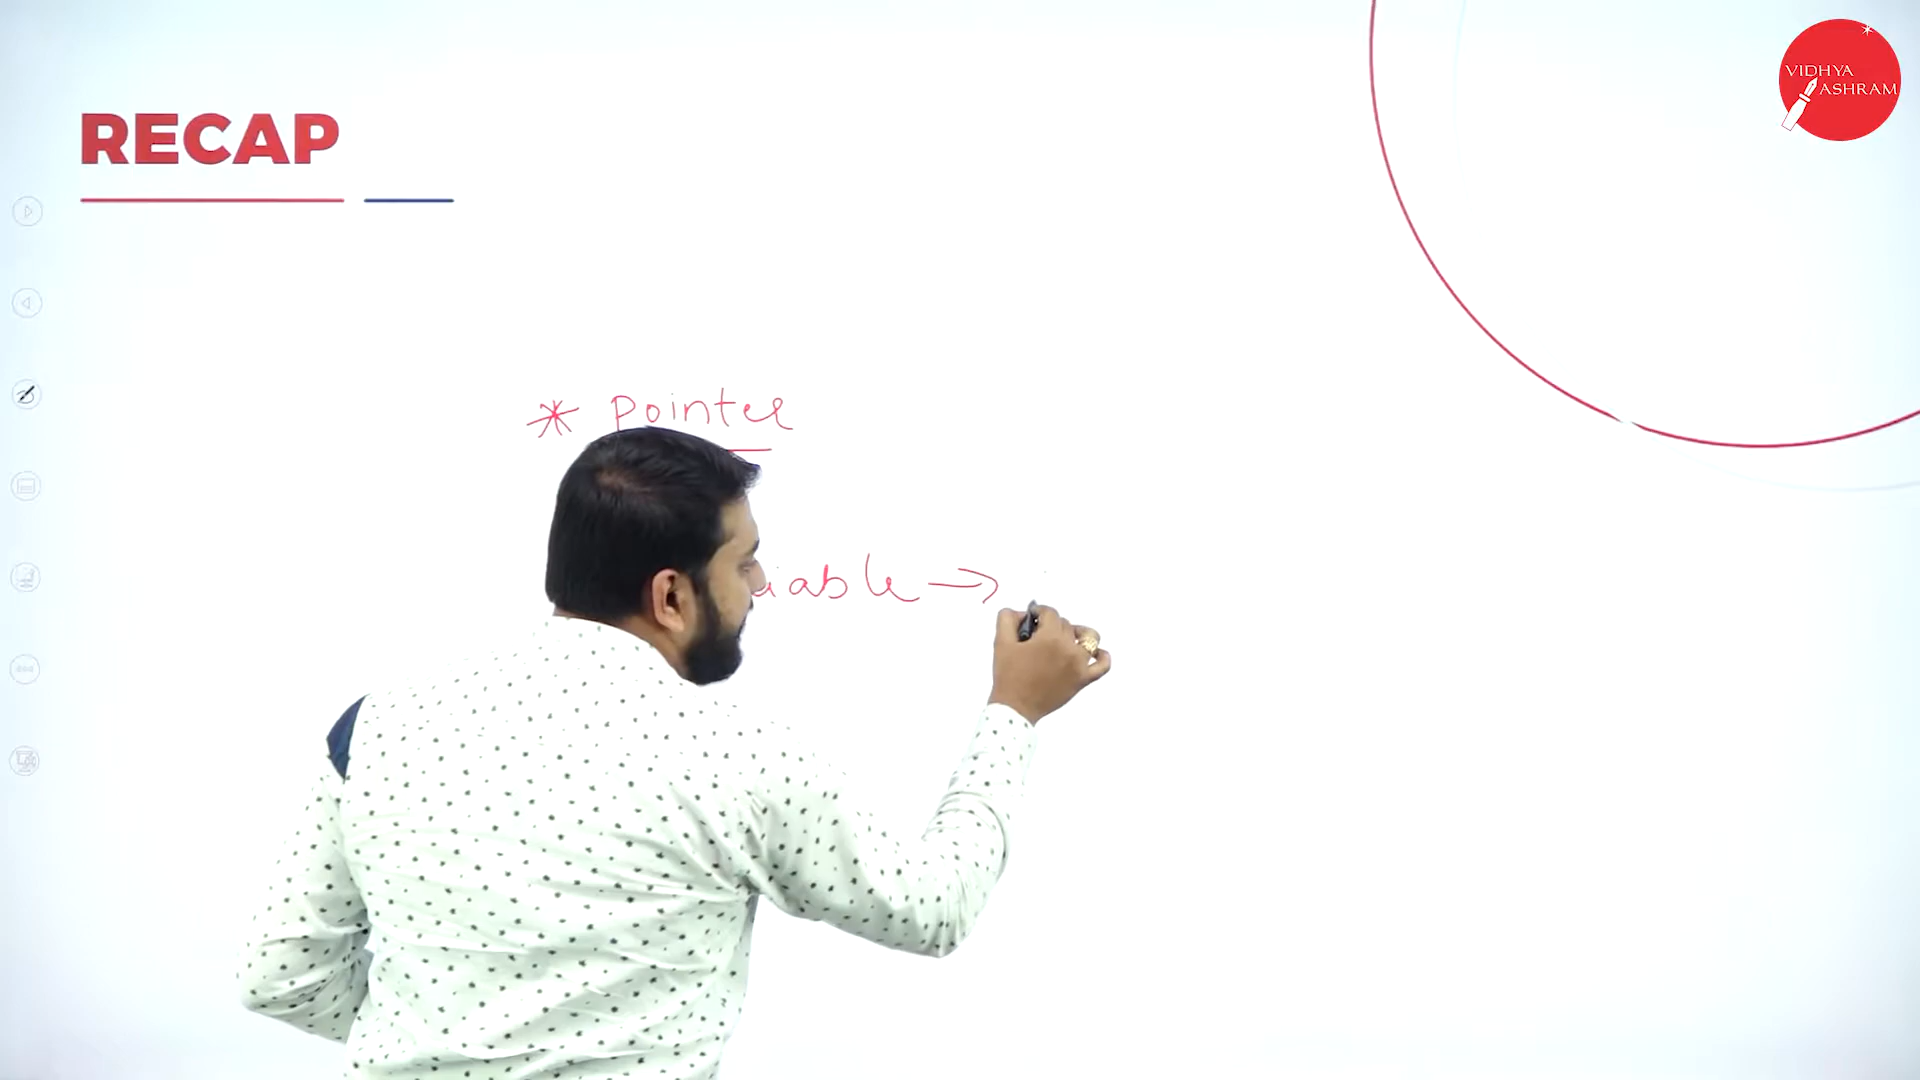 RECAP
VIDHYA
ASHRAM
* Pointer
iable →